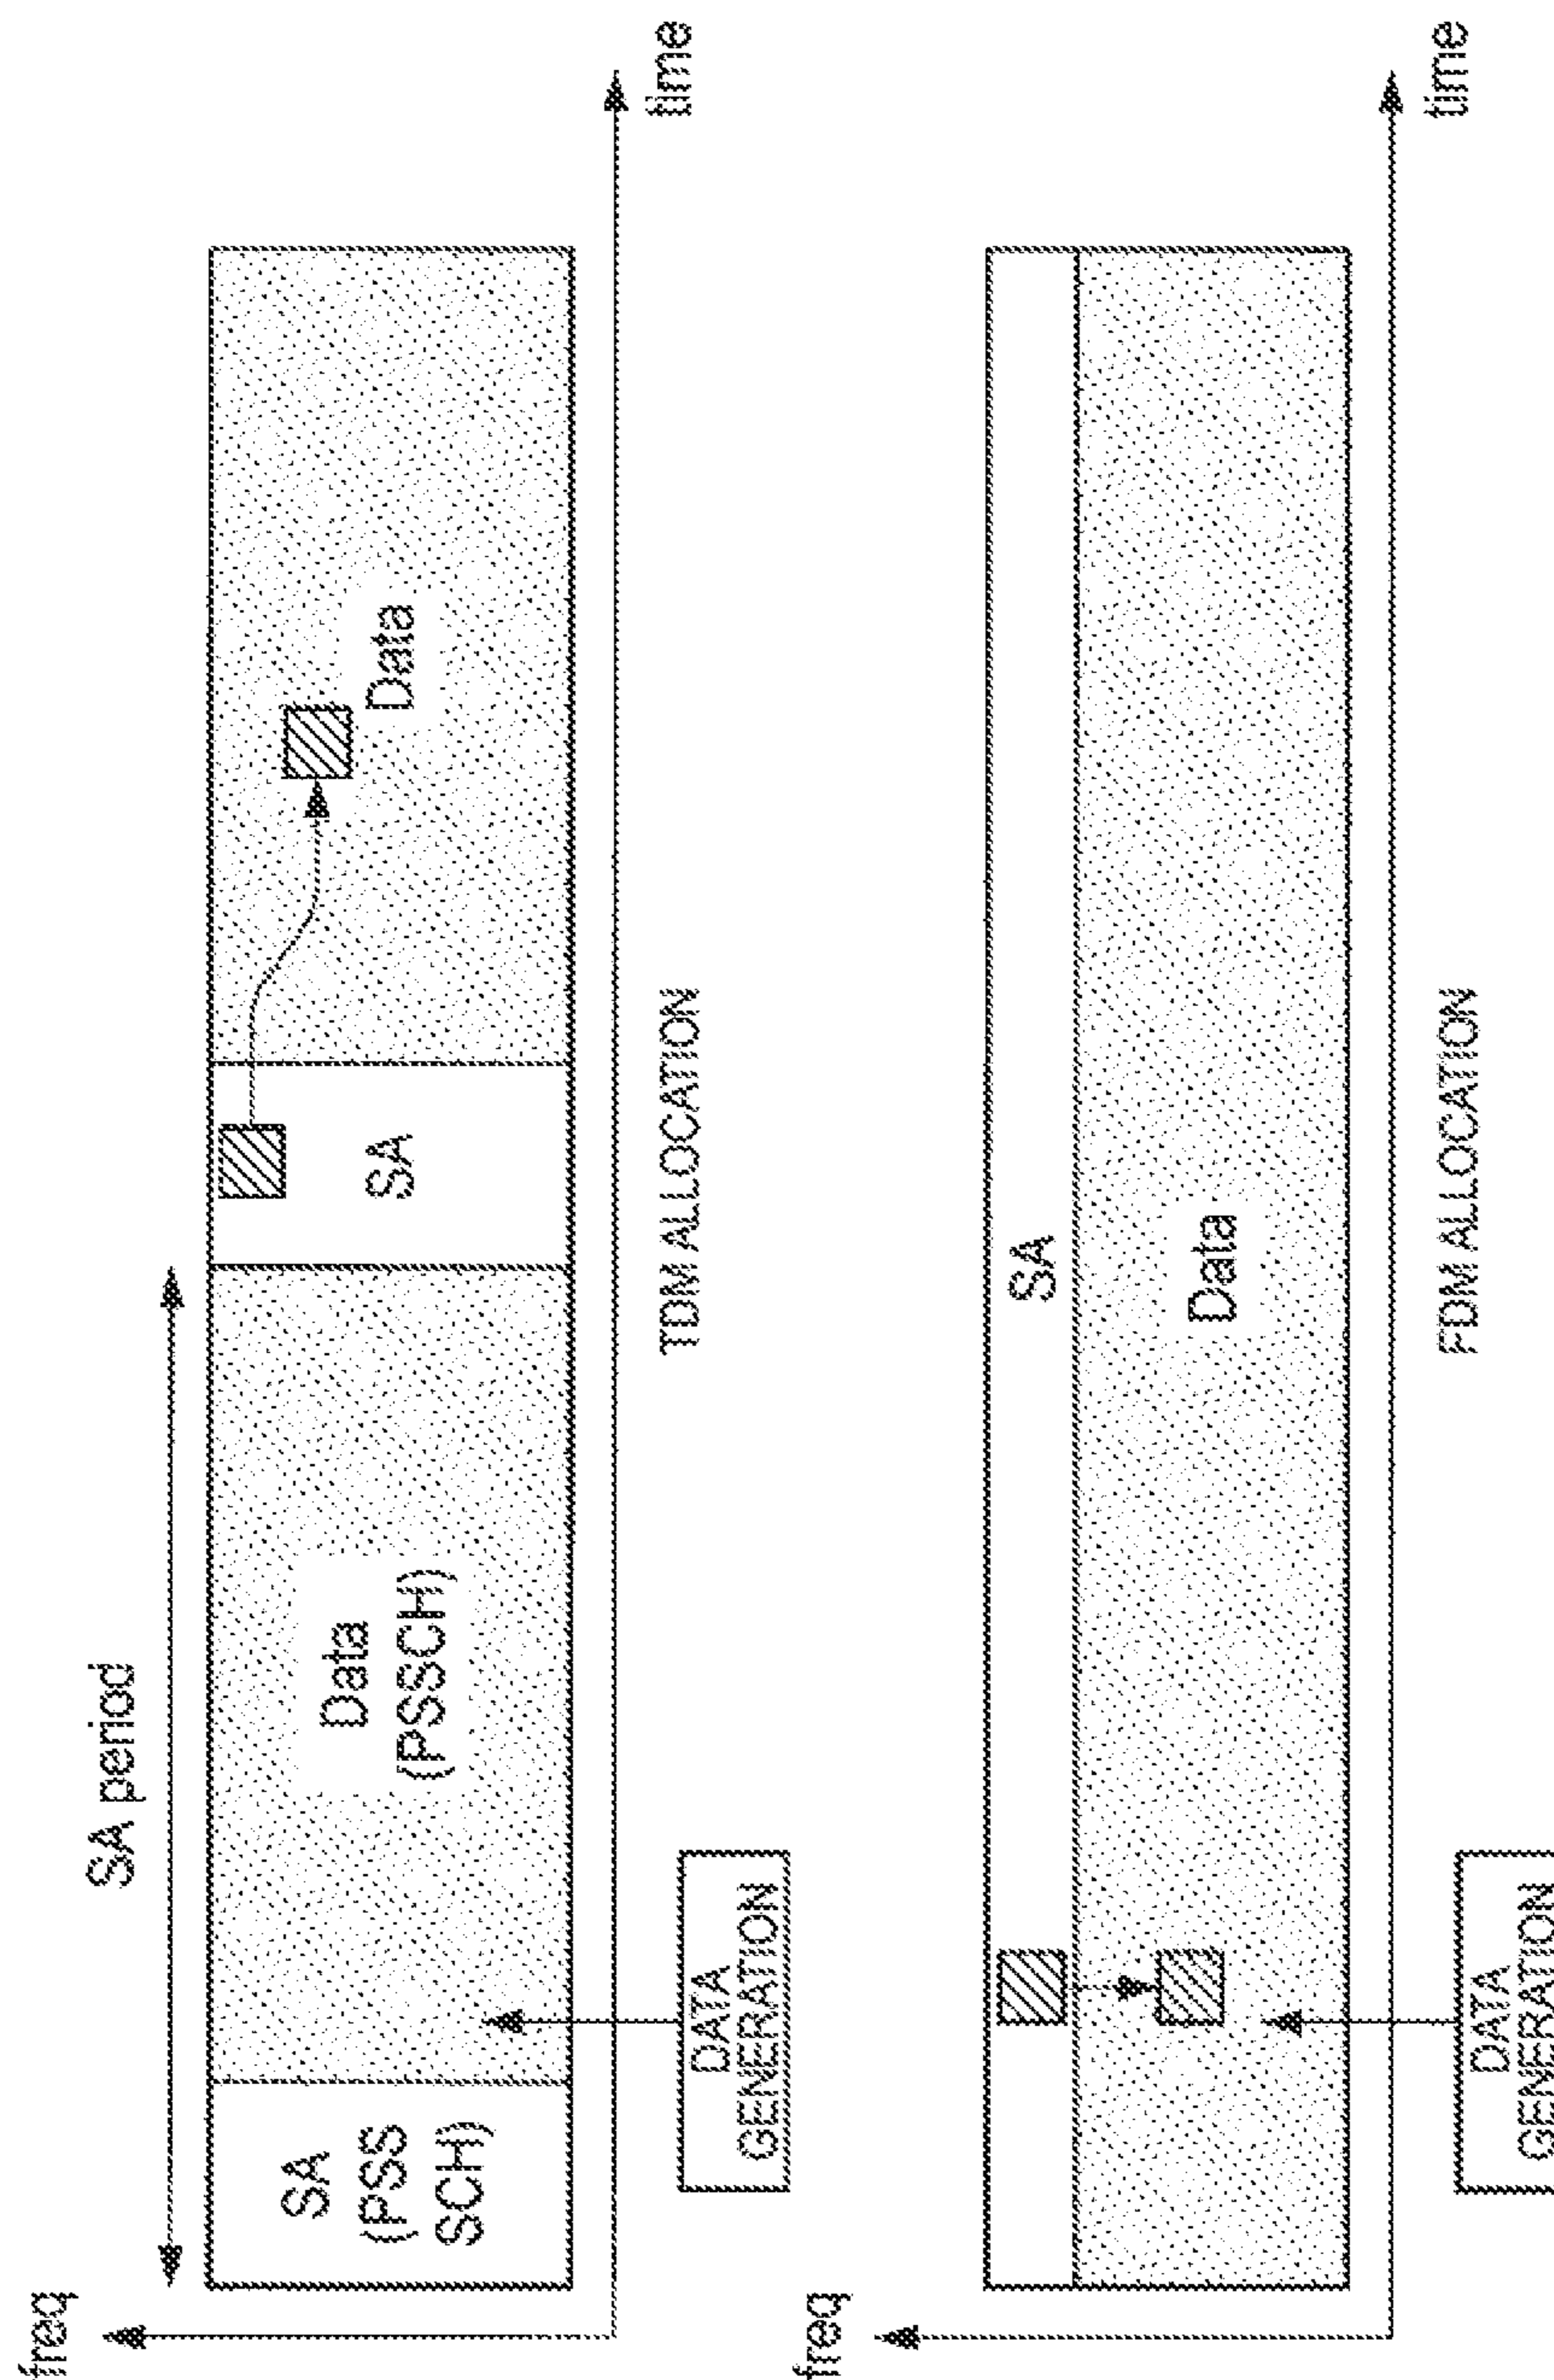 freq
SA period
SA
(PSS
SCH)
Data
(PSSCH)
SA
Data
time
DATA
GENERATION
TDM ALLOCATION
freq
SA
Data
time
DATA
GENERATION
FDM ALLOCATION